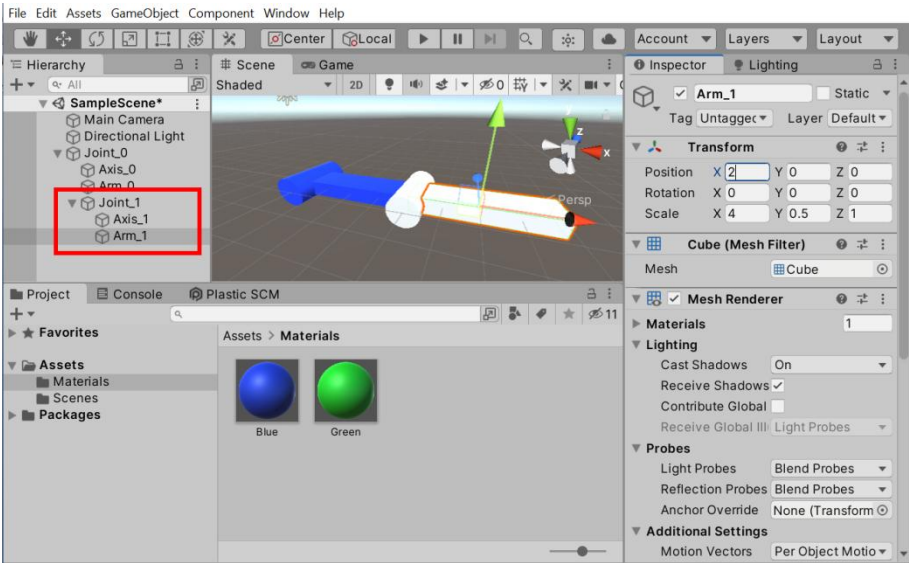 File Edit Assets GameObject Component Window Help
Center Local Account Layers Layout
Hierarchy
All
SampleScene*
Main Camera
Directional Light
Joint_0
Axis_0
Arm_0
Joint_1
Axis_1
Arm_1
Scene Game
Shaded 2D 0
y
z
x
Persp
Inspector Lighting
Arm_1 Static
Tag Untaggec Layer Default
Transform
Position X 2 Y 0 Z 0
Rotation X 0 Y 0 Z 0
Scale X 4 Y 0.5 Z 1
Cube (Mesh Filter)
Mesh Cube
Mesh Renderer
Materials 1
Lighting
Cast Shadows On
Receive Shadows
Contribute Global
Receive Global Ill Light Probes
Probes
Light Probes Blend Probes
Reflection Probes Blend Probes
Anchor Override None (Transform
Additional Settings
Motion Vectors Per Object Motio
Project Console Plastic SCM
11
Favorites
Assets
Materials
Scenes
Packages
Assets > Materials
Blue Green